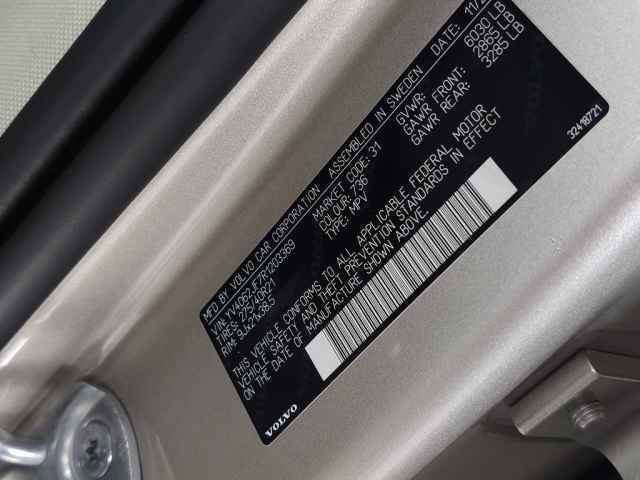 MFD BY VOLVO CAR CORPORATION ASSEMBLED IN SWEDEN DATE: 11/
MARKET CODE: 31 GVWR: 6030 LB
COLOUR: 736 GAWR FRONT: 2865 LB
TYPE: MPV GAWR REAR: 3285 LB
VIN:
TIRES: 275/40R21
RIM: 9JX21X38.5
THIS VEHICLE CONFORMS TO ALL APPLICABLE FEDERAL MOTOR
VEHICLE SAFETY AND THEFT PREVENTION STANDARDS IN EFFECT
ON THE DATE OF MANUFACTURE SHOWN ABOVE.
32418721
VOLVO